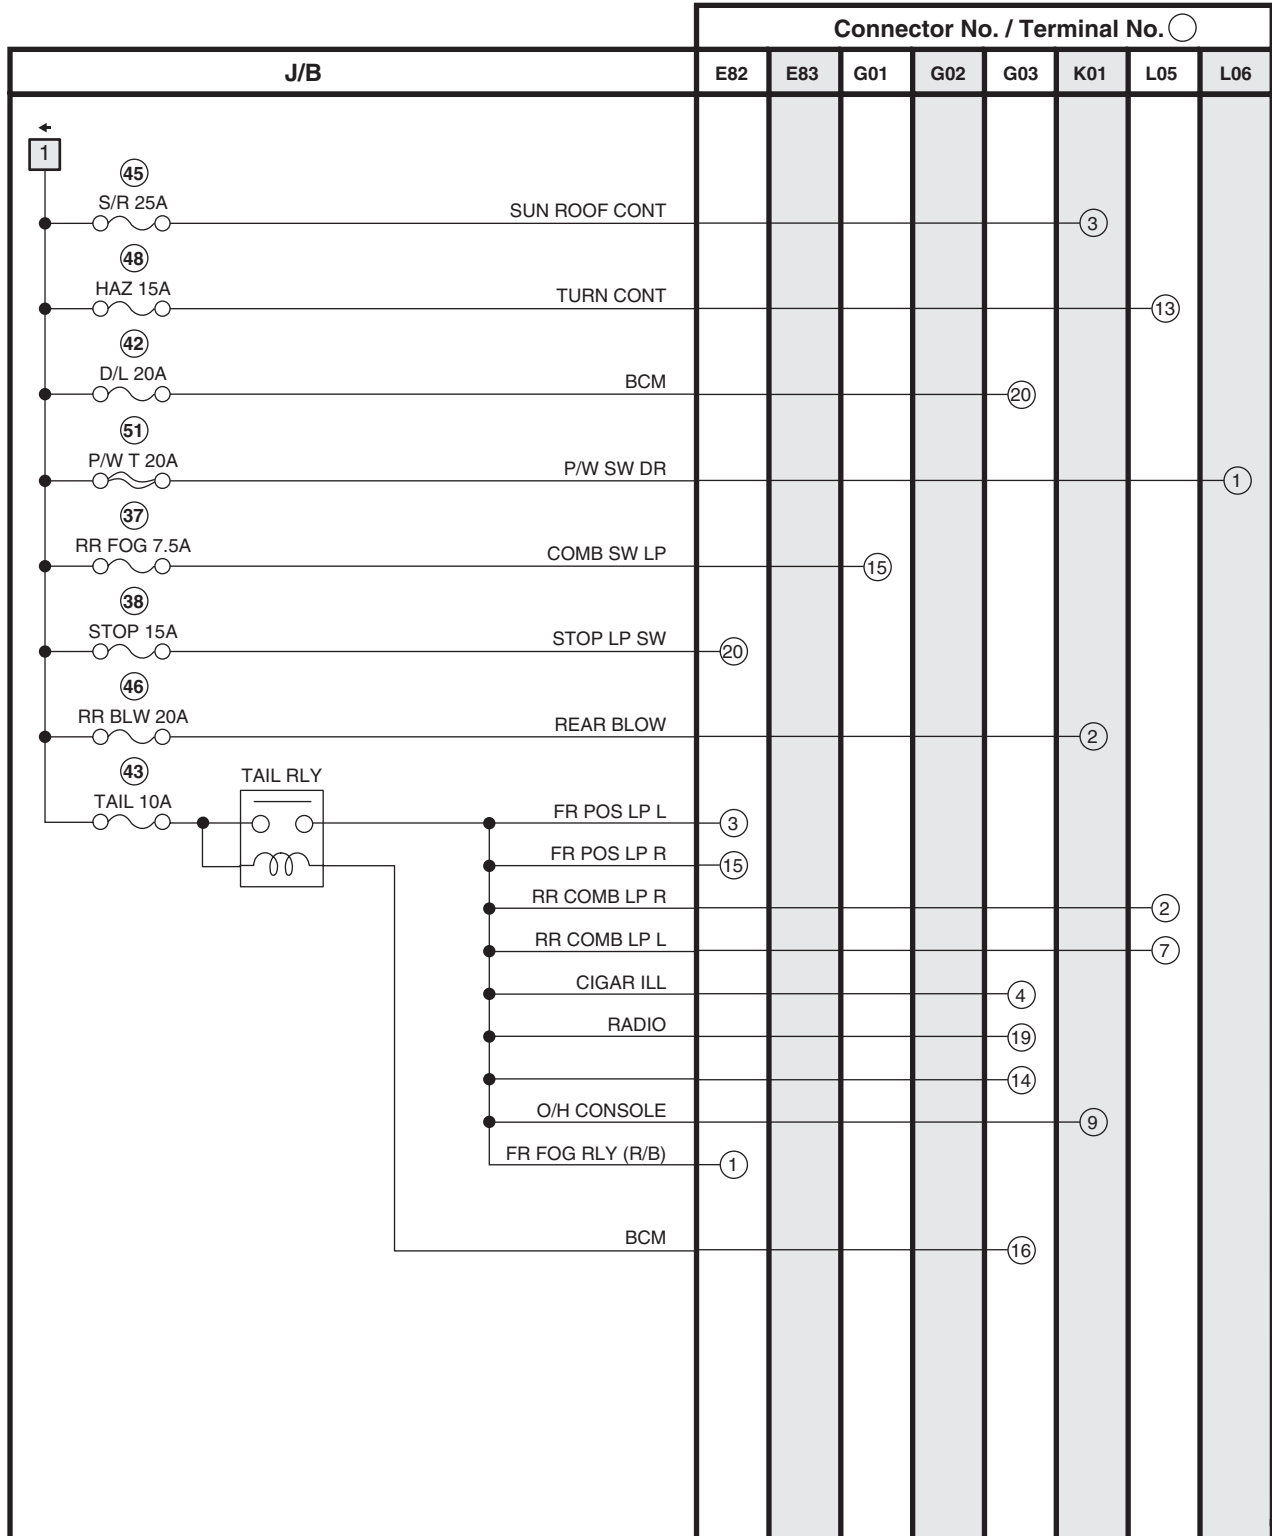 Connector No. / Terminal No.
J/B E82 E83 G01 G02 G03 K01 L05 L06
1
45
S/R 25A SUN ROOF CONT 3
48
HAZ 15A TURN CONT 13
42
D/L 20A BCM 20
51
P/W T 20A P/W SW DR 1
37
RR FOG 7.5A COMB SW LP 15
38
STOP 15A STOP LP SW 20
46
RR BLW 20A REAR BLOW 2
43 TAIL RLY
TAIL 10A FR POS LP L 3
FR POS LP R 15
RR COMB LP R 2
RR COMB LP L 7
CIGAR ILL 4
RADIO 19
14
O/H CONSOLE 9
FR FOG RLY (R/B) 1
BCM 16